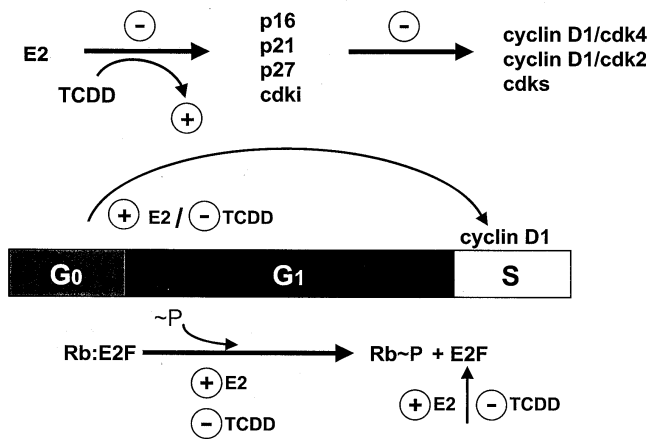 E2
−
TCDD
+
p16
p21
p27
cdki
−
cyclin D1/cdk4
cyclin D1/cdk2
cdks
+ E2 / − TCDD
cyclin D1
G0 G1 S
~P
Rb:E2F
+ E2
− TCDD
Rb~P + E2F
+ E2 − TCDD